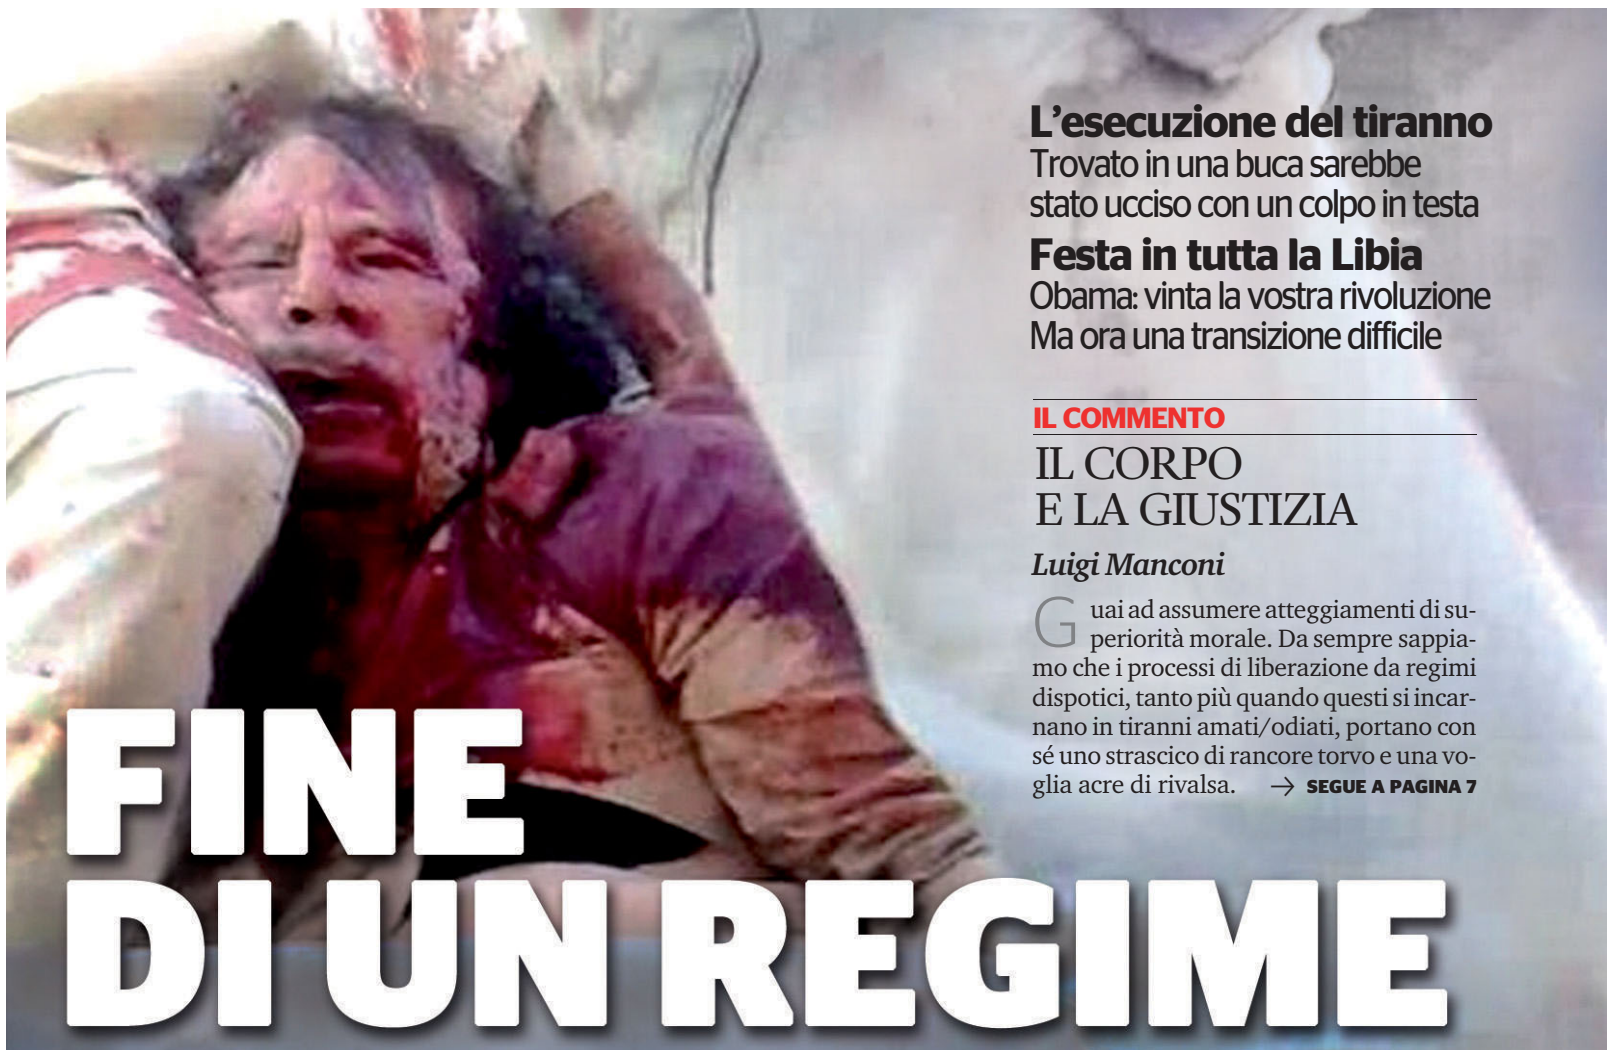 L'esecuzione del tiranno
Trovato in una buca sarebbe
stato ucciso con un colpo in testa
Festa in tutta la Libia
Obama: vinta la vostra rivoluzione
Ma ora una transizione difficile
IL COMMENTO
IL CORPO
E LA GIUSTIZIA
Luigi Manconi
Guai ad assumere atteggiamenti di su-
periorità morale. Da sempre sappia-
mo che i processi di liberazione da regimi
dispotici, tanto più quando questi si incar-
nano in tiranni amati/odiati, portano con
sé uno strascico di rancore torvo e una vo-
glia acre di rivalsa. → SEGUE A PAGINA 7
FINE
DI UN REGIME